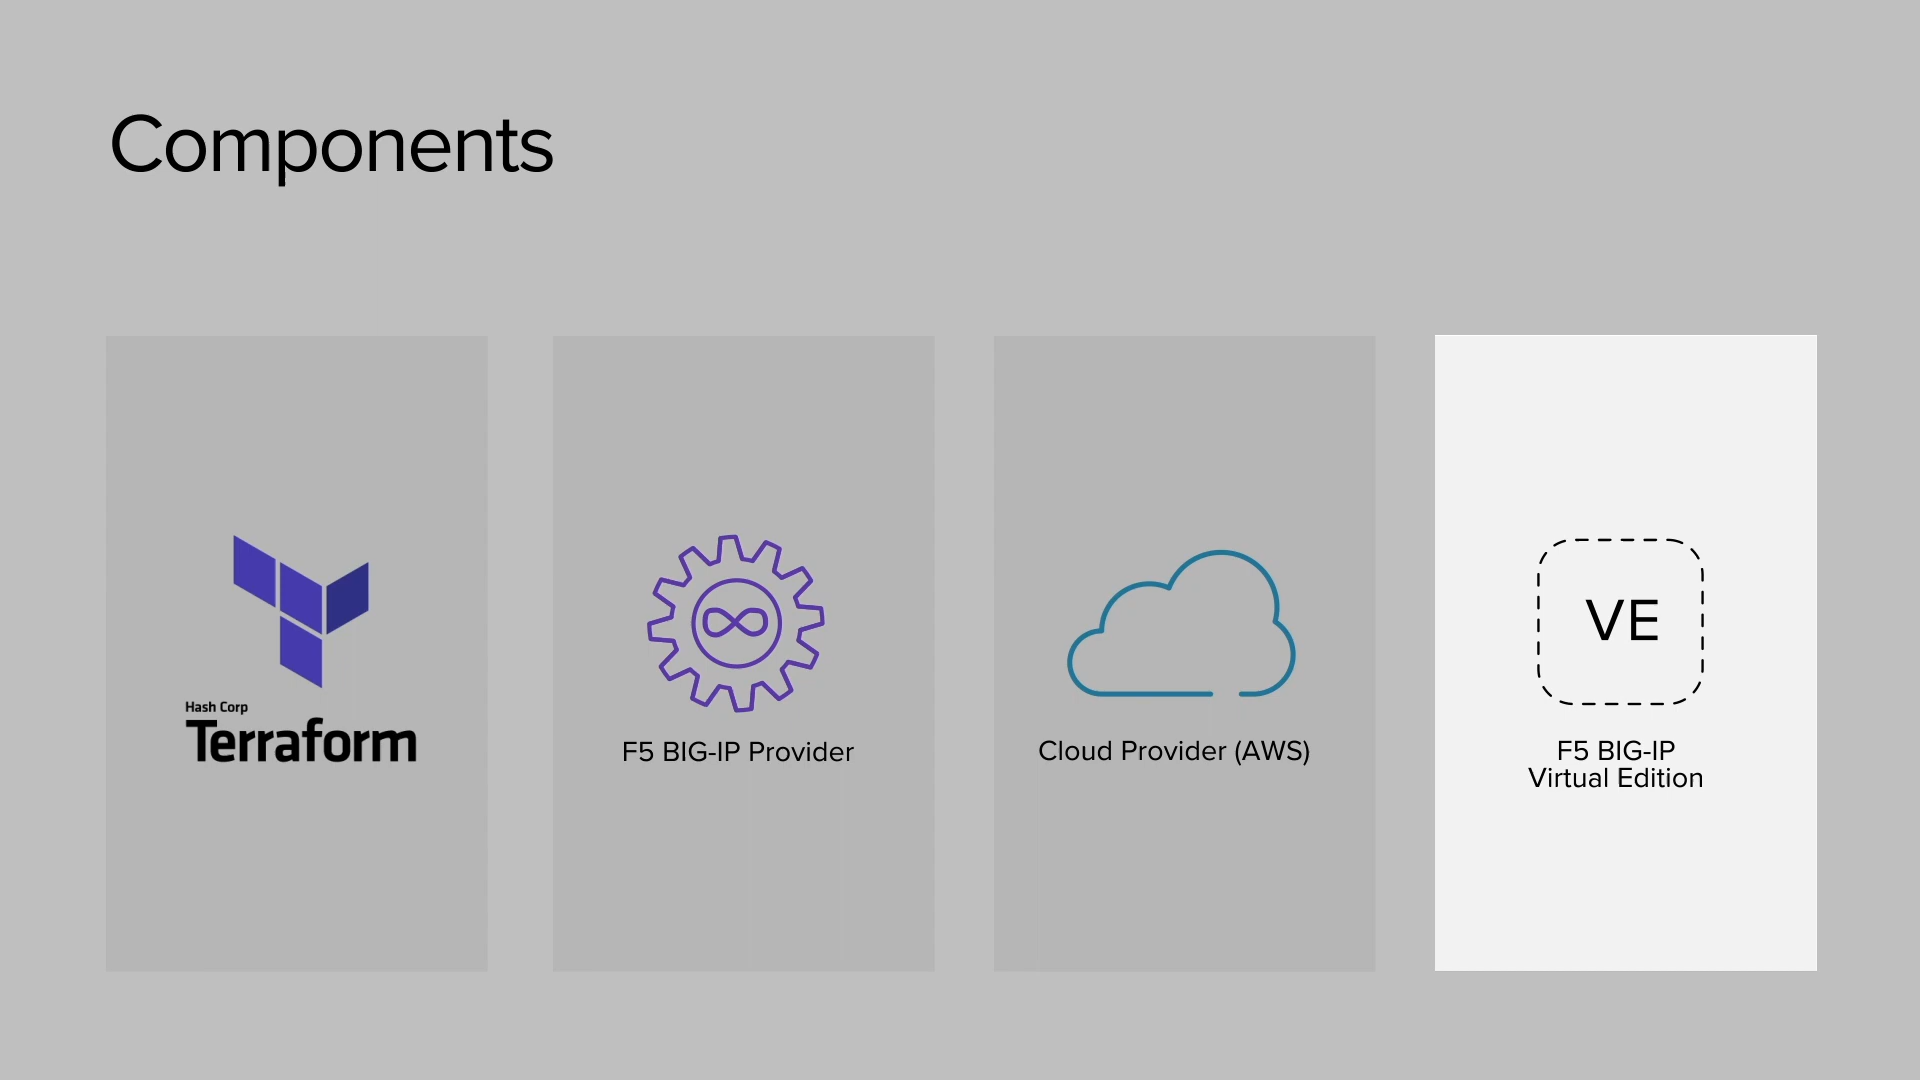 Components
Hash Corp
Terraform
F5 BIG-IP Provider
Cloud Provider (AWS)
VE
F5 BIG-IP
Virtual Edition